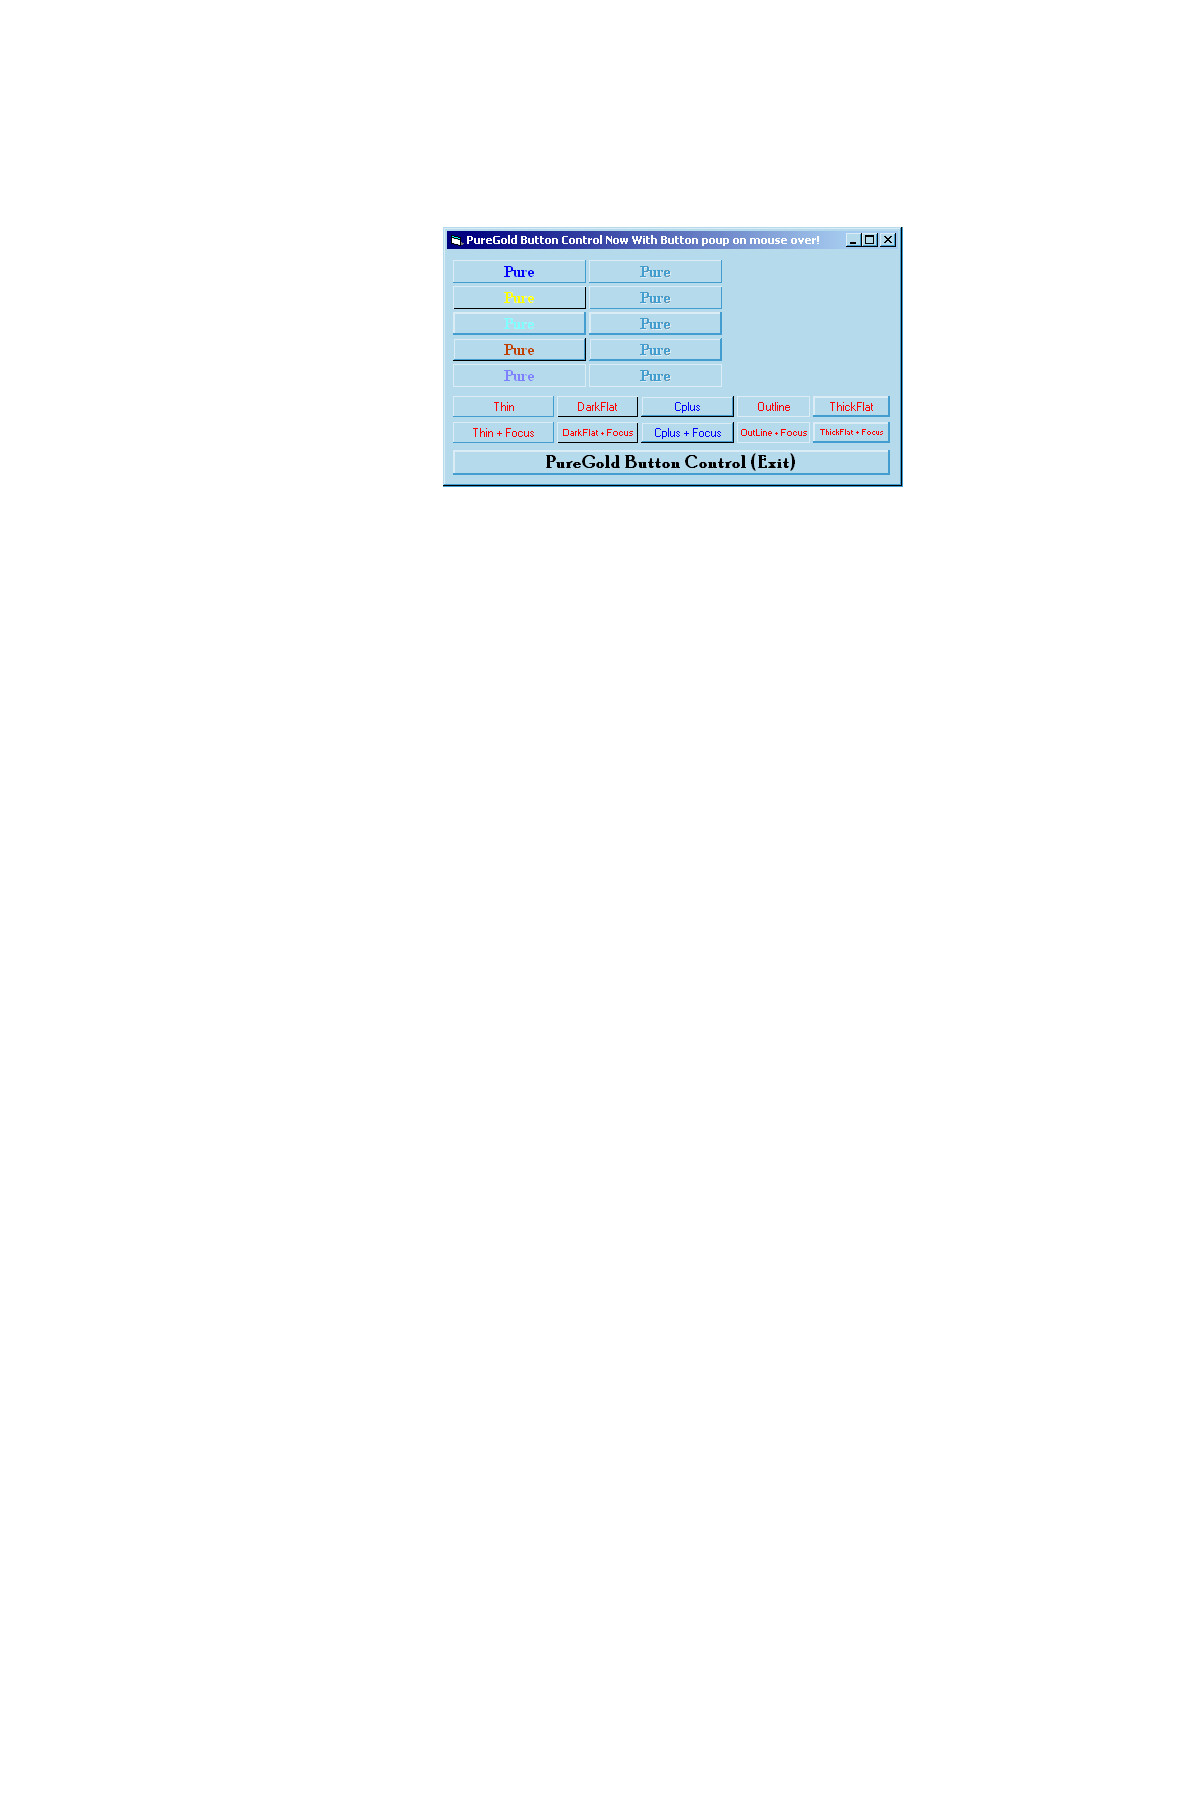 PureGold Button Control Now With Button poup on mouse over!
Pure Pure
Pure Pure
Pure Pure
Pure Pure
Pure Pure
Thin DarkFlat Cplus Outline ThickFlat
Thin + Focus DarkFlat + Focus Cplus + Focus OutLine + Focus ThickFlat + Focus
PureGold Button Control (Exit)